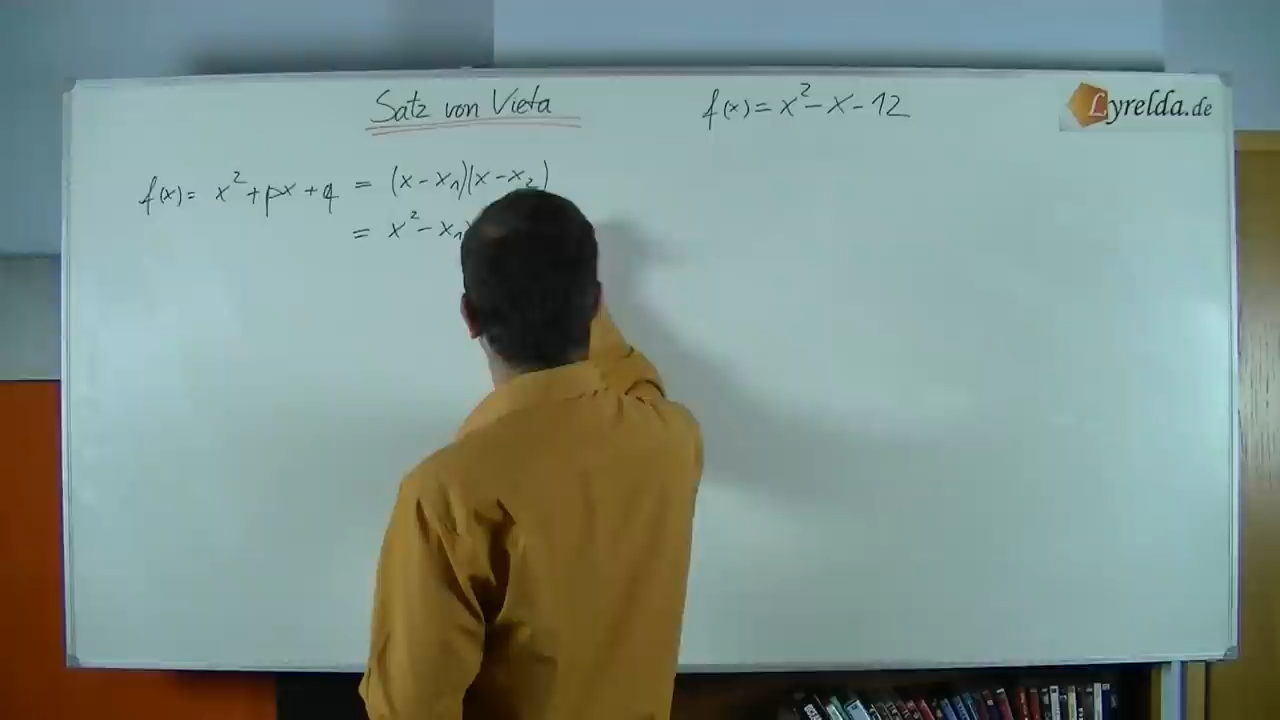 Satz von Vieta
f(x) = x² - x - 12
Lyrelda.de
f(x) = x² + px + q = (x - x₁)(x - x₂)
= x² - x₁